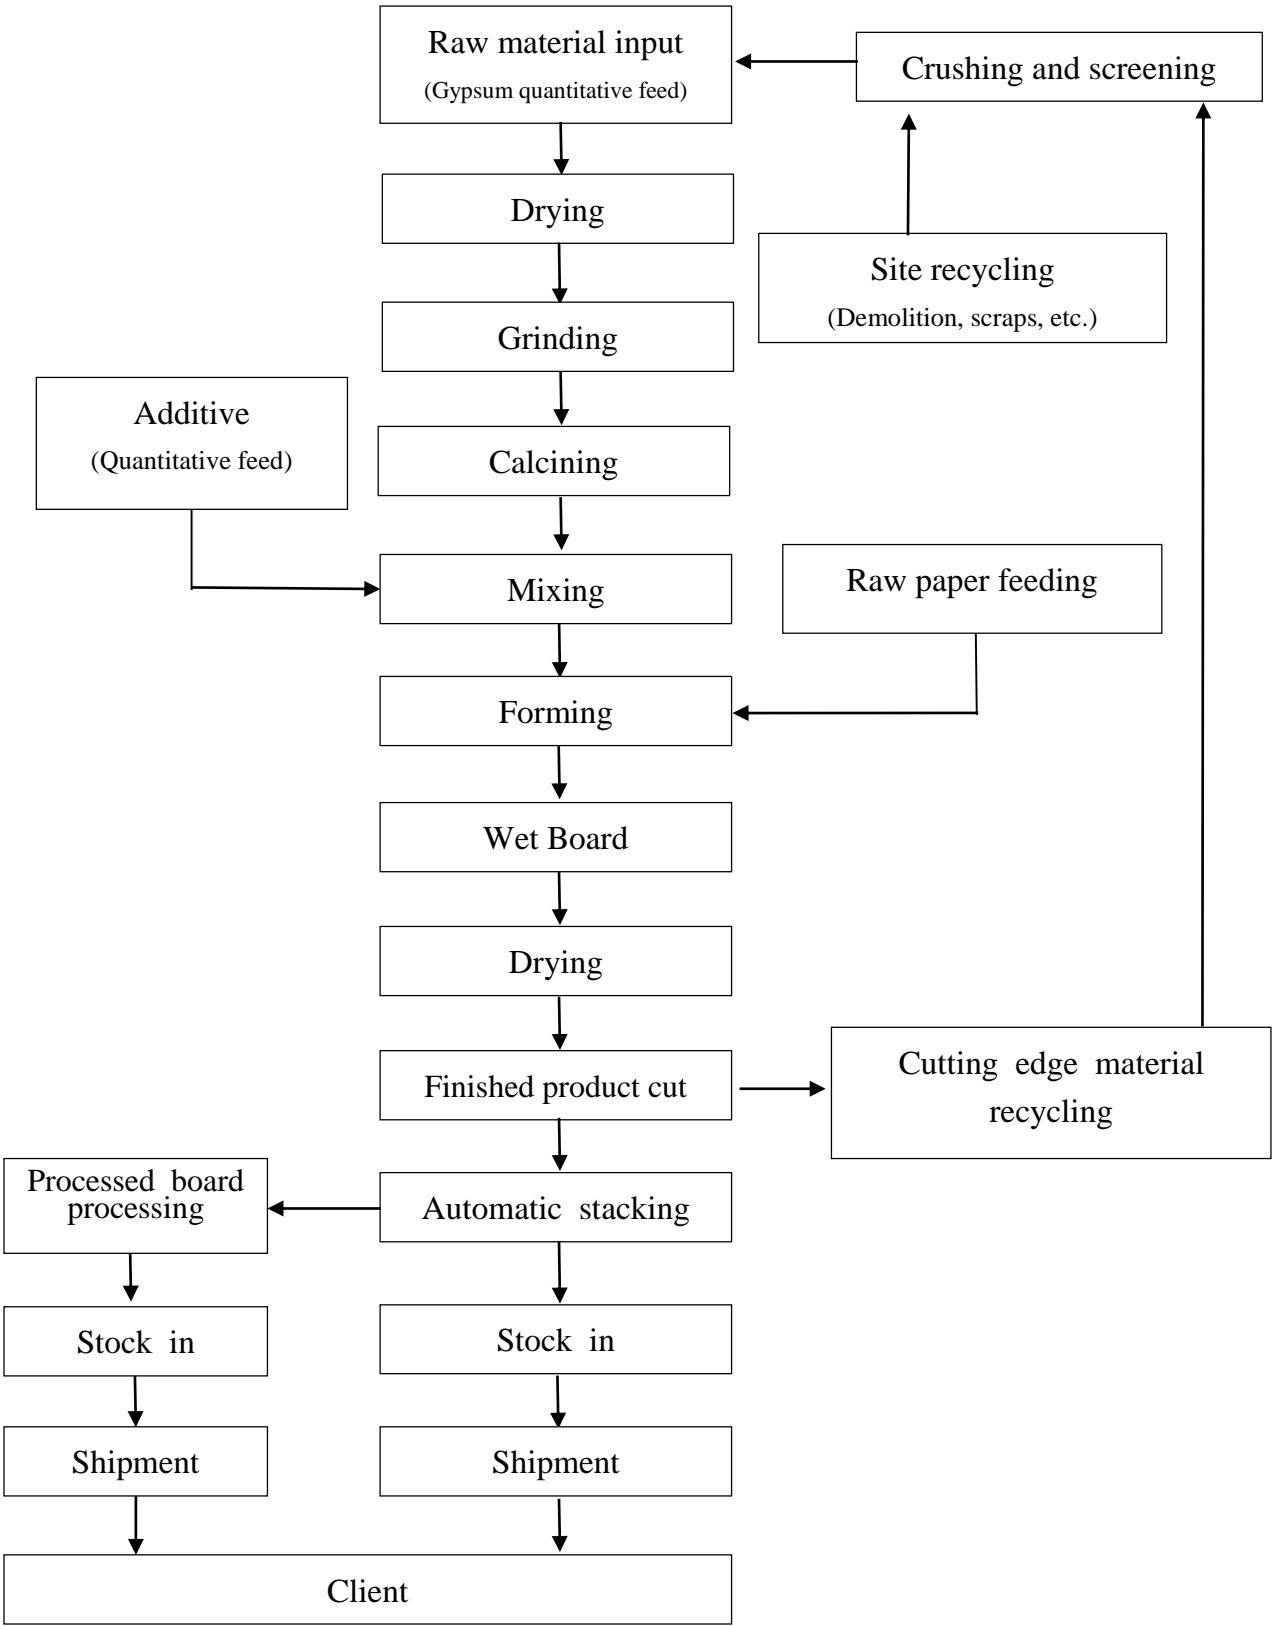 Raw material input
(Gypsum quantitative feed)
Crushing and screening
Drying
Site recycling
(Demolition, scraps, etc.)
Grinding
Additive
(Quantitative feed)
Calcining
Raw paper feeding
Mixing
Forming
Wet Board
Drying
Finished product cut
Cutting edge material
recycling
Processed board
processing
Automatic stacking
Stock in
Stock in
Shipment
Shipment
Client